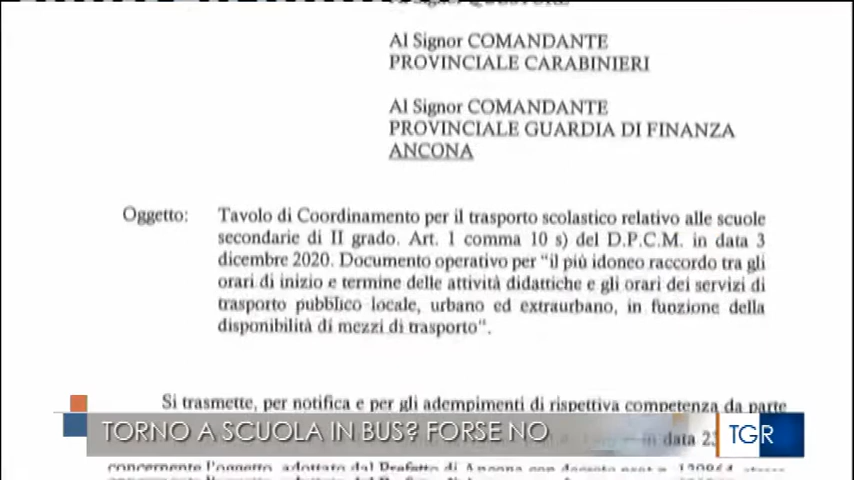 Al Signor COMANDANTE
PROVINCIALE CARABINIERI
Al Signor COMANDANTE
PROVINCIALE GUARDIA DI FINANZA
ANCONA
Oggetto: Tavolo di Coordinamento per il trasporto scolastico relativo alle scuole
secondarie di II grado. Art. 1 comma 10 s) del D.P.C.M. in data 3
dicembre 2020. Documento operativo per “il più idoneo raccordo tra gli
orari di inizio e termine delle attività didattiche e gli orari dei servizi di
trasporto pubblico locale, urbano ed extraurbano, in funzione della
disponibilità di mezzi di trasporto”.
Si trasmette, per notifica e per gli adempimenti di rispettiva competenza da parte
in data 23
TORNO A SCUOLA IN BUS? FORSE NO
TGR
concernente l'oggetto, adottato dal Prefetto di Ancona con